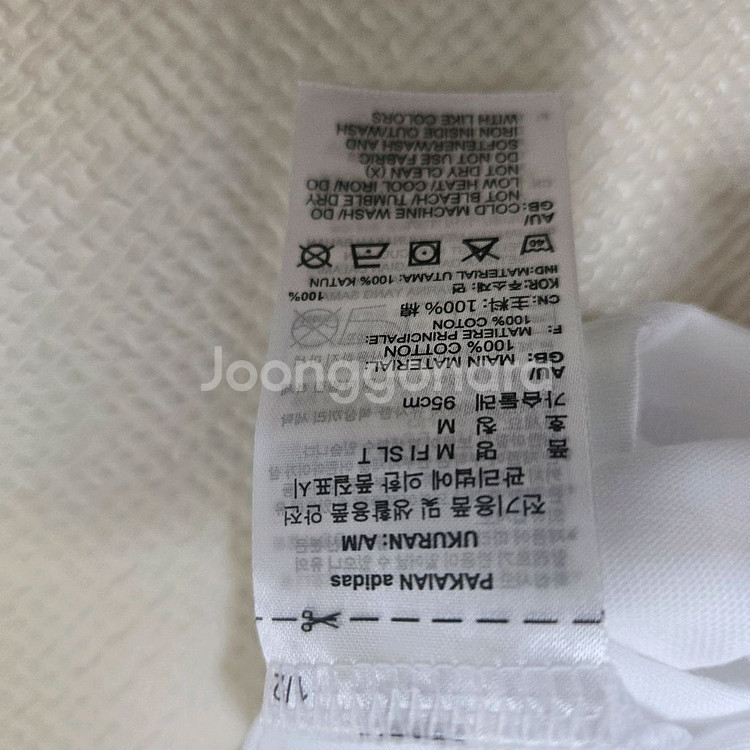 1/2
PAKAIAN adidas
UKURAN: A/M
전기용품 및 생활용품 안전
관리법에 의한 품질표시
품 명 M FI SL T
호 칭 M
가슴둘레 95cm
AU/
GB: MAIN MATERIAL:
100% COTTON
F: MATIERE PRINCIPALE:
100% COTON
CN: 主料: 100% 棉
KOR: 주소재: 면 100%
IND: MATERIAL UTAMA: 100% KATUN
40
AU/
GB: COLD MACHINE WASH/ DO
NOT BLEACH/ TUMBLE DRY
LOW HEAT/ COOL IRON/ DO
NOT DRY CLEAN (X)
DO NOT USE FABRIC
SOFTENER/WASH AND
IRON INSIDE OUT/WASH
WITH LIKE COLORS
Joonggonara